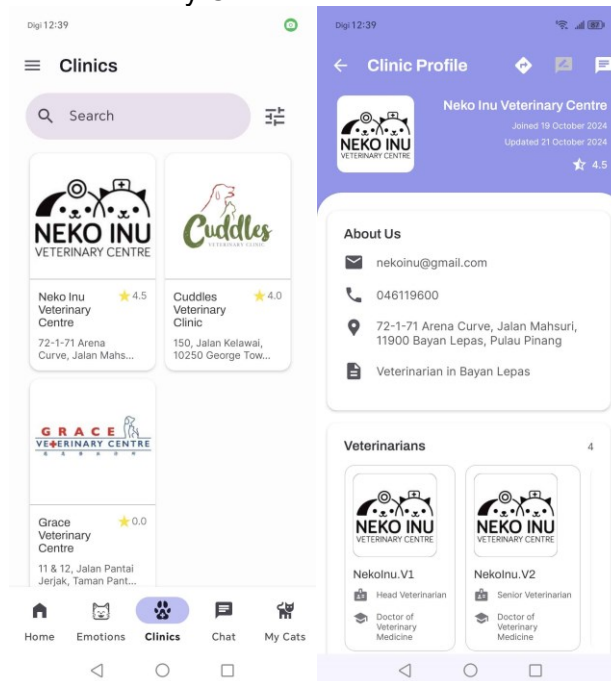 Digi 12:39
Clinics
Search
NEKO INU
VETERINARY CENTRE
Neko Inu
Veterinary
Centre
4.5
72-1-71 Arena
Curve, Jalan Mahs...
Cuddles
VETERINARY CLINIC
Cuddles
Veterinary
Clinic
4.0
150, Jalan Kelawai,
10250 George Tow...
GRACE
VETERINARY CENTRE
Grace
Veterinary
Centre
0.0
11 & 12, Jalan Pantai
Jerjak, Taman Pant...
Home
Emotions
Clinics
Chat
My Cats
Digi 12:39
Clinic Profile
NEKO INU
VETERINARY CENTRE
Neko Inu Veterinary Centre
Joined 19 October 2024
Updated 21 October 2024
4.5
About Us
nekoinu@gmail.com
046119600
72-1-71 Arena Curve, Jalan Mahsuri,
11900 Bayan Lepas, Pulau Pinang
Veterinarian in Bayan Lepas
Veterinarians
4
NEKO INU
VETERINARY CENTRE
NekoInu.V1
Head Veterinarian
Doctor of
Veterinary
Medicine
NEKO INU
VETERINARY CENTRE
NekoInu.V2
Senior Veterinarian
Doctor of
Veterinary
Medicine